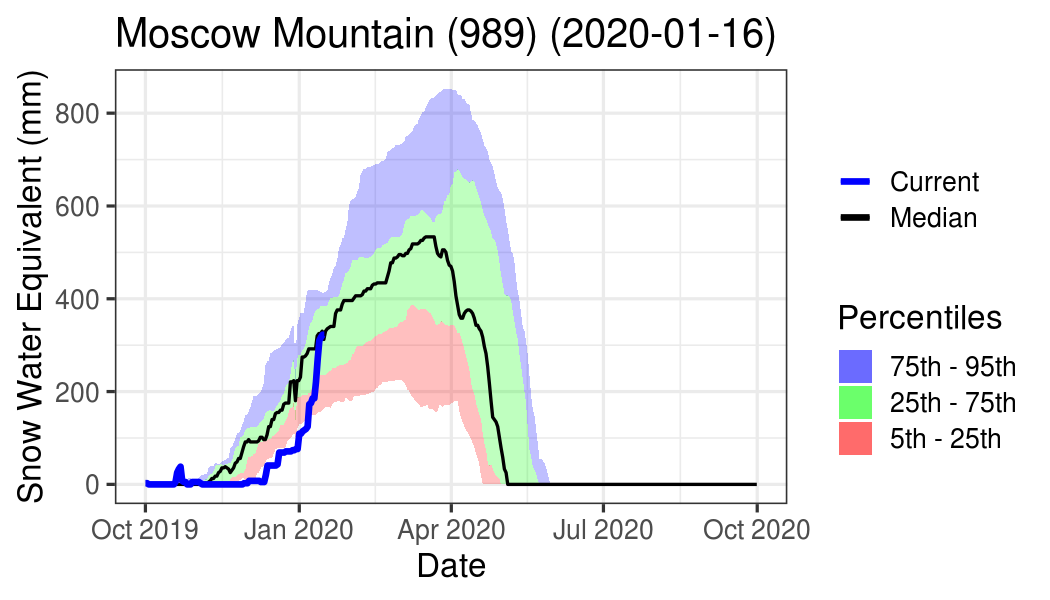 Moscow Mountain (989) (2020-01-16)
Snow Water Equivalent (mm)
800
600
400
200
0
Oct 2019 Jan 2020 Apr 2020 Jul 2020 Oct 2020
Date
Current
Median
Percentiles
75th - 95th
25th - 75th
5th - 25th